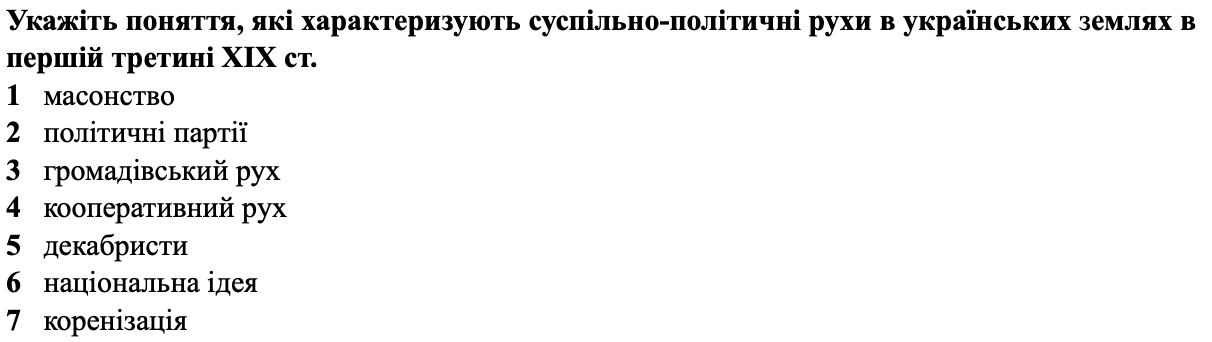 Укажіть поняття, які характеризують суспільно-політичні рухи в українських землях в
першій третині XIX ст.
1 масонство
2 політичні партії
3 громадівський рух
4 кооперативний рух
5 декабристи
6 національна ідея
7 коренізація